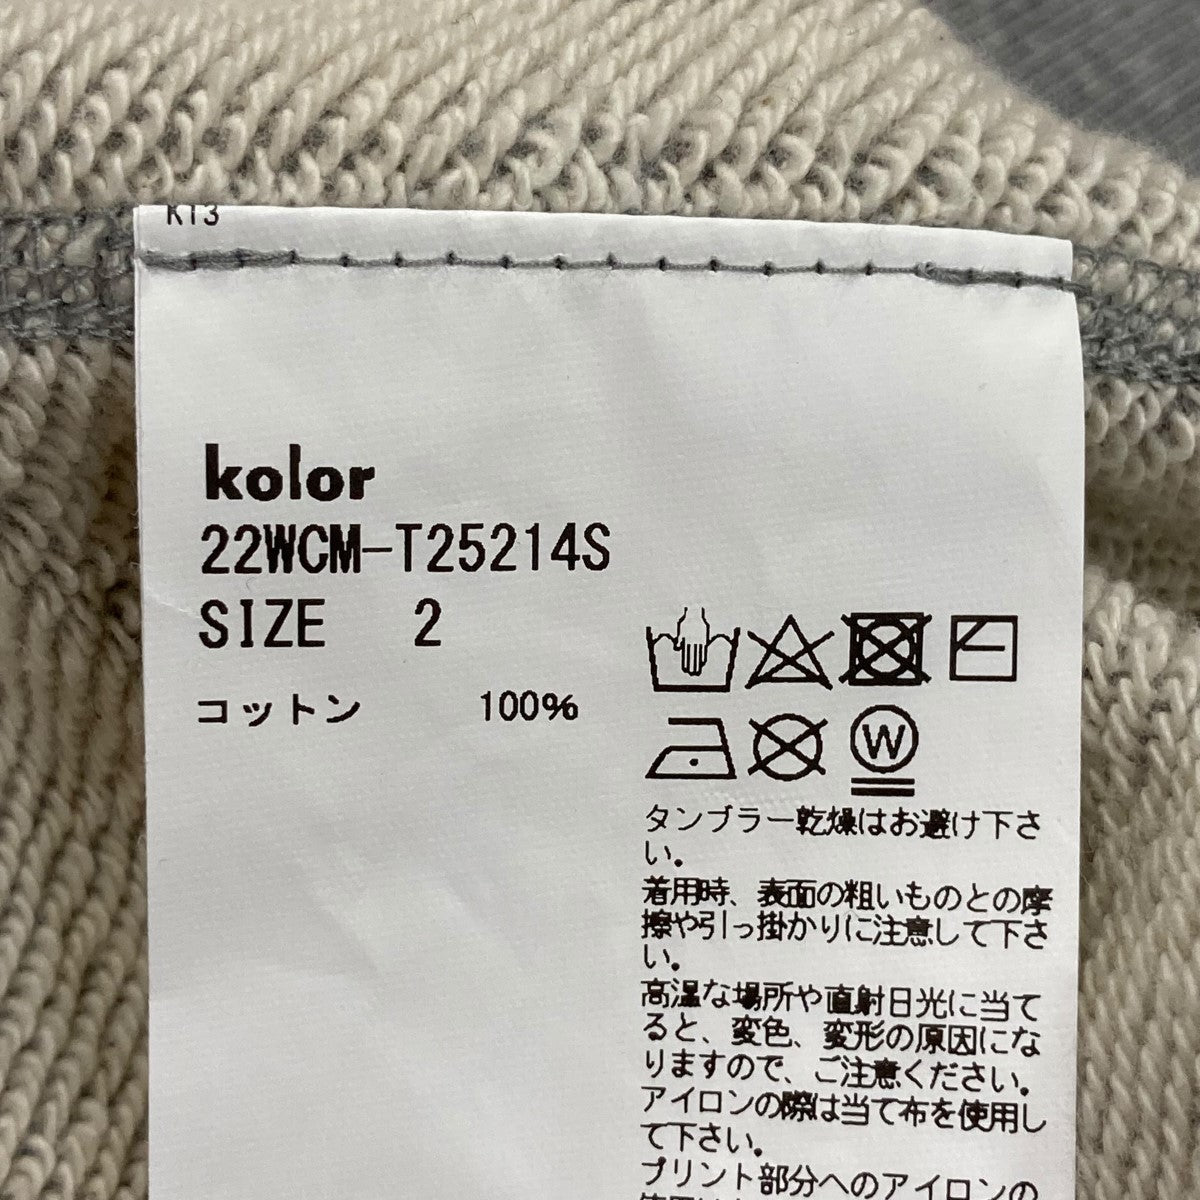 KT3
kolor
22WCM-T25214S
SIZE 2
コットン 100%
W
タンブラー乾燥はお避け下さ
い。
着用時、表面の粗いものとの摩
擦や引っ掛かりに注意して下さ
い。
高温な場所や直射日光に当て
ると、変色、変形の原因にな
りますので、ご注意ください。
アイロンの際は当て布を使用し
て下さい。
プリント部分へのアイロンの